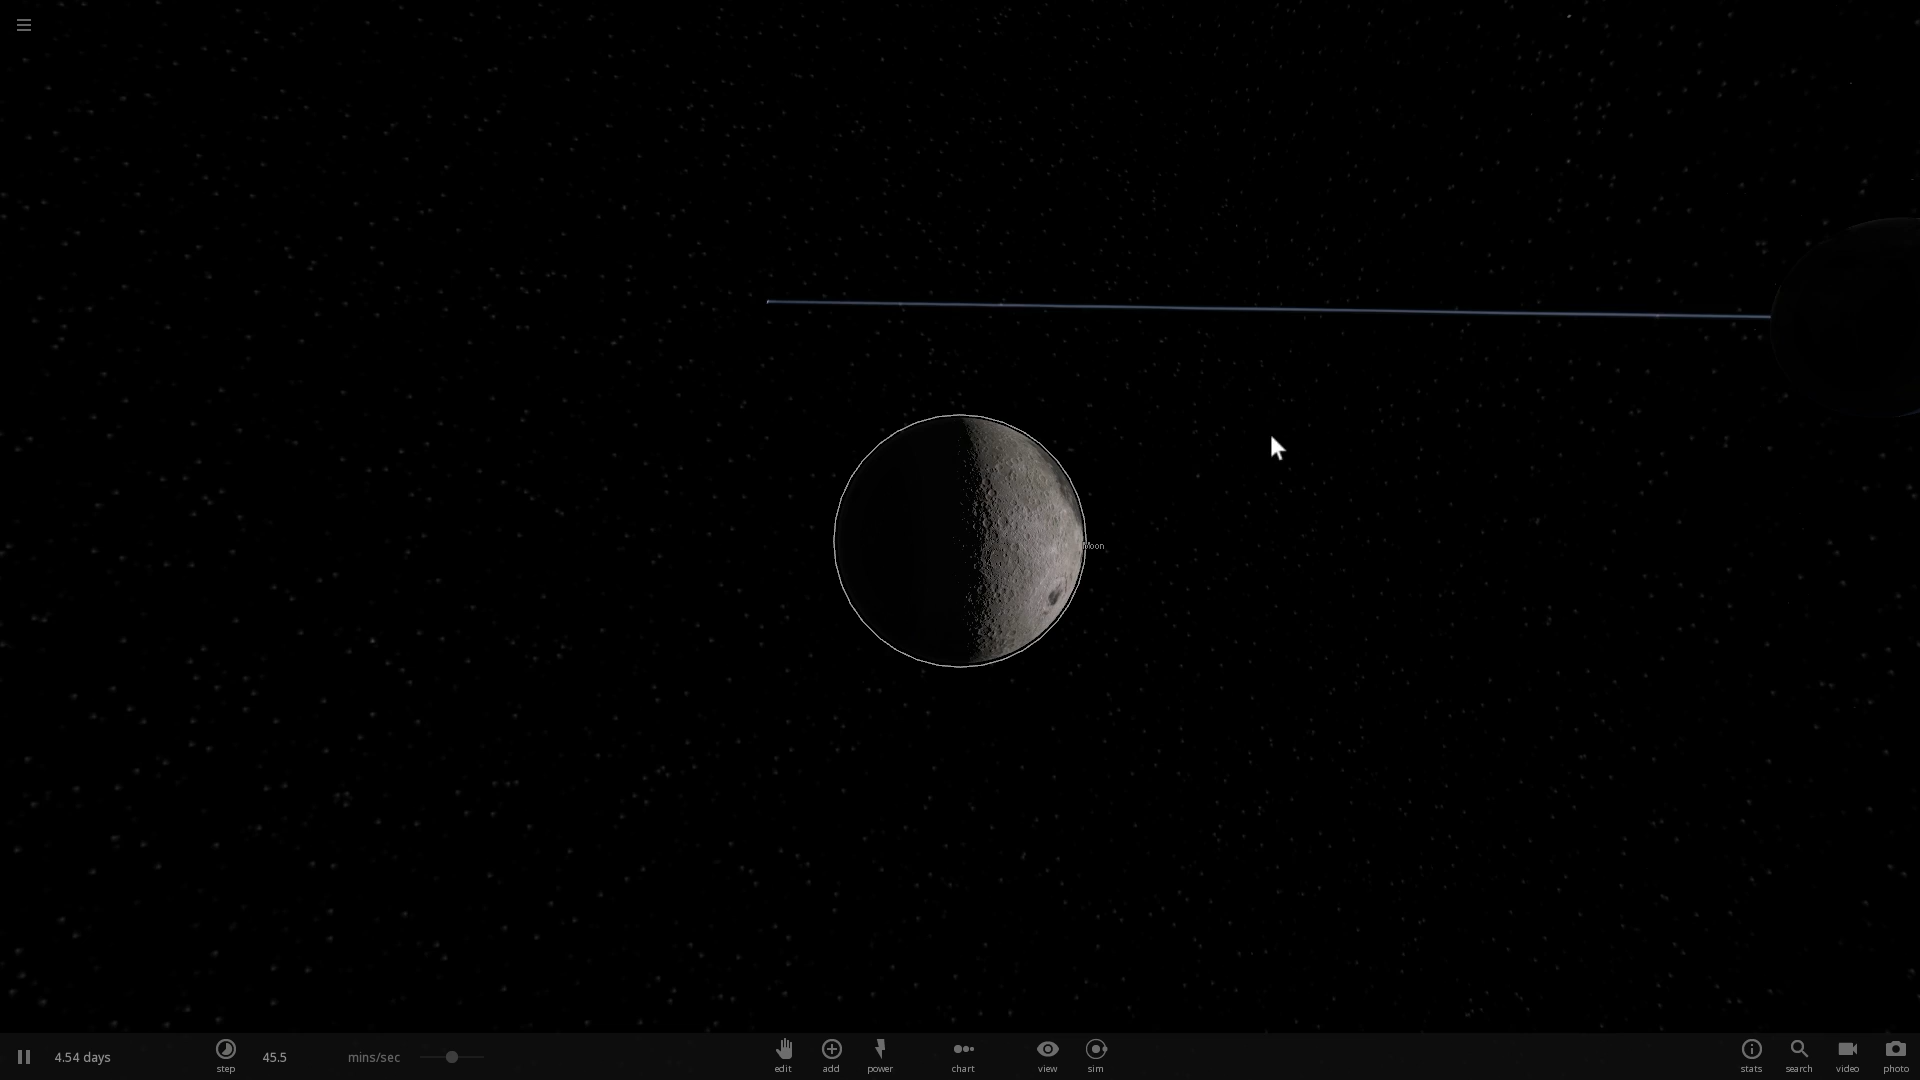 Moon
4.54 days
step
45.5 mins/sec
edit
add
power
chart
view
sim
stats
search
video
photo